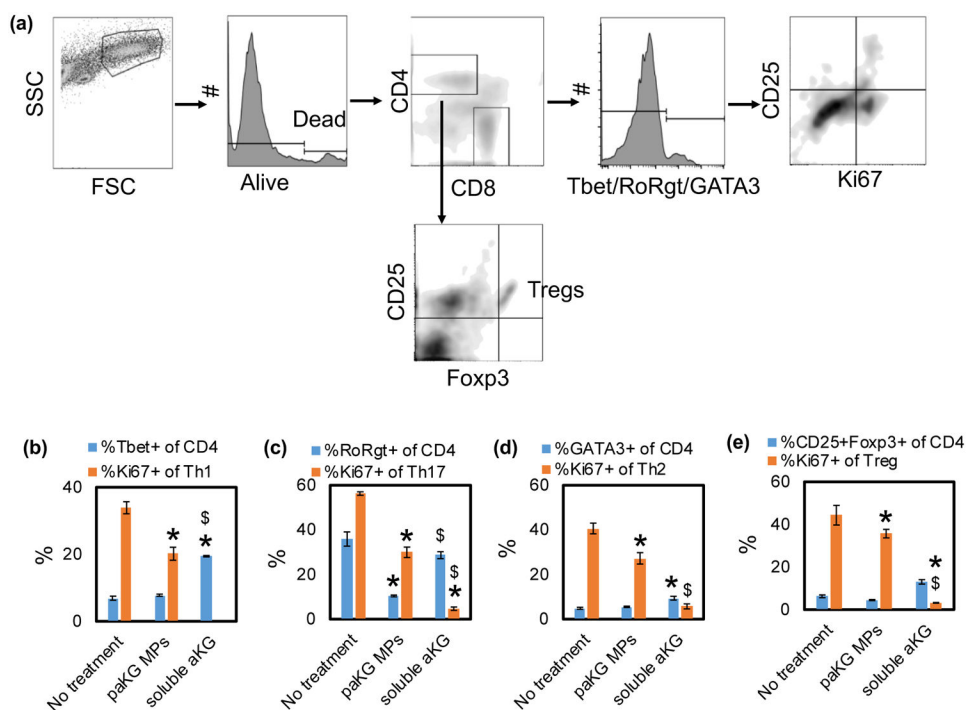 (a)
SSC
FSC
#
Dead
Alive
CD4
CD8
#
Tbet/RoRgt/GATA3
CD25
Ki67
CD25
Tregs
Foxp3
(b)
%Tbet+ of CD4
%Ki67+ of Th1
40
20
0
%
* $ *
No treatment
paKG MPs
soluble aKG
(c)
%RoRgt+ of CD4
%Ki67+ of Th17
60
40
20
0
%
* * $ $ *
No treatment
paKG MPs
soluble aKG
(d)
%GATA3+ of CD4
%Ki67+ of Th2
60
40
20
0
%
* * $
No treatment
paKG MPs
soluble aKG
(e)
%CD25+Foxp3+ of CD4
%Ki67+ of Treg
60
40
20
0
%
* * $
No treatment
paKG MPs
soluble aKG